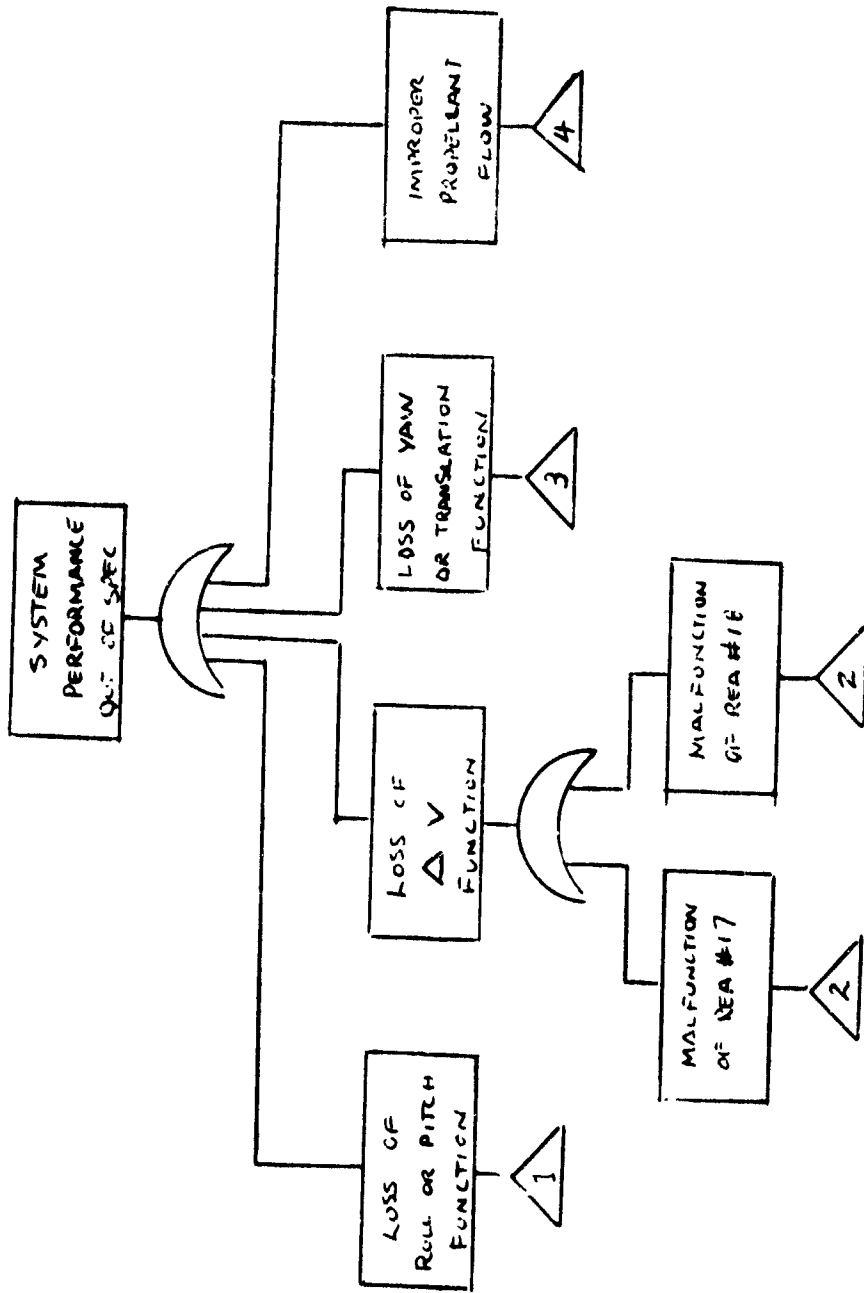 SYSTEM
PERFORMANCE
OUT OF SPEC
LOSS OF
ROLL OR PITCH
FUNCTION
1
LOSS OF
Δ V
FUNCTION
LOSS OF YAW
OR TRANSLATION
FUNCTION
3
IMPROPER
PROPELLANT
FLOW
4
MALFUNCTION
OF REA #17
2
MALFUNCTION
OF REA #18
2